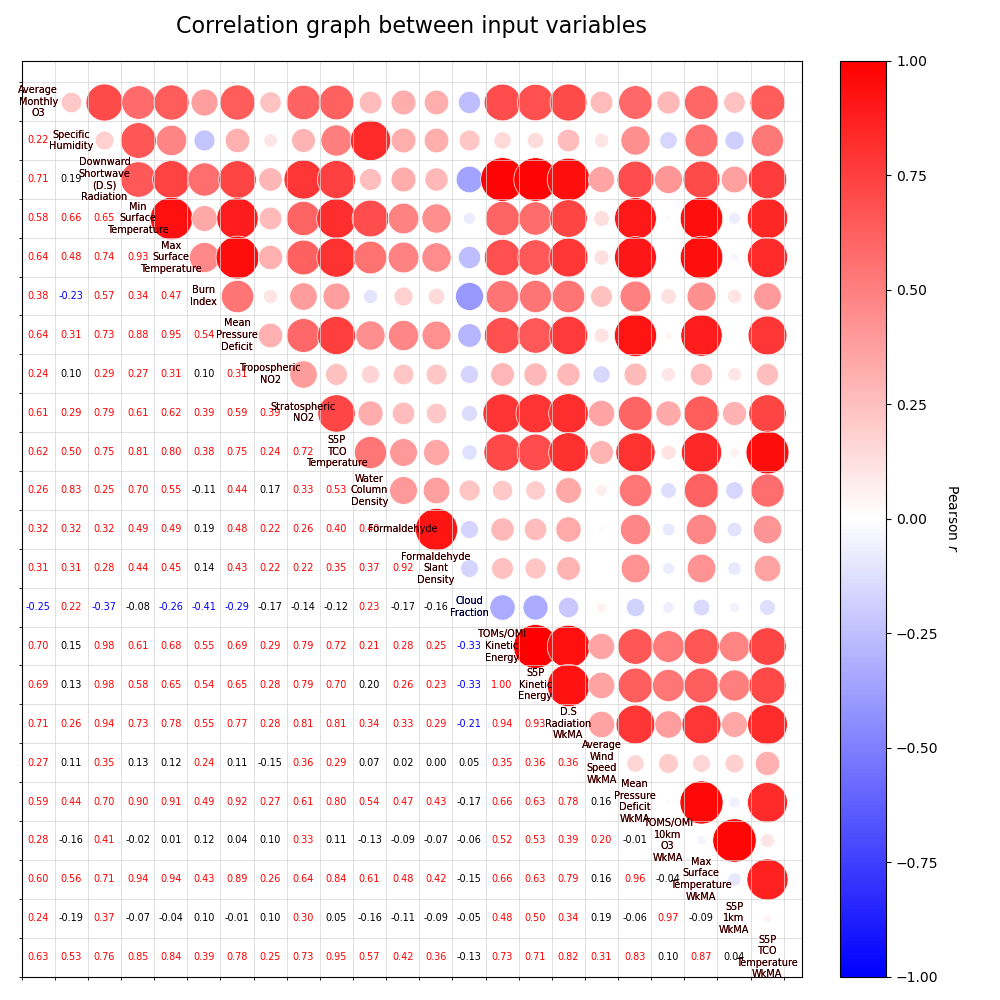 Correlation graph between input variables
Average
Monthly
O3
0.22
Specific
Humidity
0.71 0.19
Downward
Shortwave
(D.S)
Radiation
0.58 0.66 0.65
Min
Surface
Temperature
0.64 0.48 0.74 0.93
Max
Surface
Temperature
0.38 -0.23 0.57 0.34 0.47
Burn
Index
0.64 0.31 0.73 0.88 0.95 0.54
Mean
Pressure
Deficit
0.24 0.10 0.29 0.27 0.31 0.10 0.31
Tropospheric
NO2
0.61 0.29 0.79 0.61 0.62 0.39 0.59 0.39
Stratospheric
NO2
0.62 0.50 0.75 0.81 0.80 0.38 0.75 0.24 0.72
S5P
TCO
Temperature
0.26 0.83 0.25 0.70 0.55 -0.11 0.44 0.17 0.33 0.53
Water
Column
Density
0.32 0.32 0.32 0.49 0.49 0.19 0.48 0.22 0.26 0.40
Formaldehyde
0.31 0.31 0.28 0.44 0.45 0.14 0.43 0.22 0.22 0.35 0.37 0.92
Formaldehyde
Slant
Density
-0.25 0.22 -0.37 -0.08 -0.26 -0.41 -0.29 -0.17 -0.14 -0.12 0.23 -0.17 -0.16
Cloud
Fraction
0.70 0.15 0.98 0.61 0.68 0.55 0.69 0.29 0.79 0.72 0.21 0.28 0.25 -0.33
TOMs/OMI
Kinetic
Energy
0.69 0.13 0.98 0.58 0.65 0.54 0.65 0.28 0.79 0.70 0.20 0.26 0.23 -0.33 1.00
S5P
Kinetic
Energy
0.71 0.26 0.94 0.73 0.78 0.55 0.77 0.28 0.81 0.81 0.34 0.33 0.29 -0.21 0.94 0.93
D.S
Radiation
WkMA
0.27 0.11 0.35 0.13 0.12 0.24 0.11 -0.15 0.36 0.29 0.07 0.02 0.00 0.05 0.35 0.36 0.36
Average
Wind
Speed
WkMA
0.59 0.44 0.70 0.90 0.91 0.49 0.92 0.27 0.61 0.80 0.54 0.47 0.43 -0.17 0.66 0.63 0.78 0.16
Mean
Pressure
Deficit
WkMA
0.28 -0.16 0.41 -0.02 0.01 0.12 0.04 0.10 0.33 0.11 -0.13 -0.09 -0.07 -0.06 0.52 0.53 0.39 0.20 -0.01
TOMS/OMI
10km
O3
WkMA
0.60 0.56 0.71 0.94 0.94 0.43 0.89 0.26 0.64 0.84 0.61 0.48 0.42 -0.15 0.66 0.63 0.79 0.16 0.96 -0.04
Max
Surface
Temperature
WkMA
0.24 -0.19 0.37 -0.07 -0.04 0.10 -0.01 0.10 0.30 0.05 -0.16 -0.11 -0.09 -0.05 0.48 0.50 0.34 0.19 -0.06 0.97 -0.09
S5P
1km
WkMA
0.63 0.53 0.76 0.85 0.84 0.39 0.78 0.25 0.73 0.95 0.57 0.42 0.36 -0.13 0.73 0.71 0.82 0.31 0.83 0.10 0.87 0.04
S5P
TCO
Temperature
WkMA
1.00
0.75
0.50
0.25
0.00
−0.25
−0.50
−0.75
−1.00
Pearson r